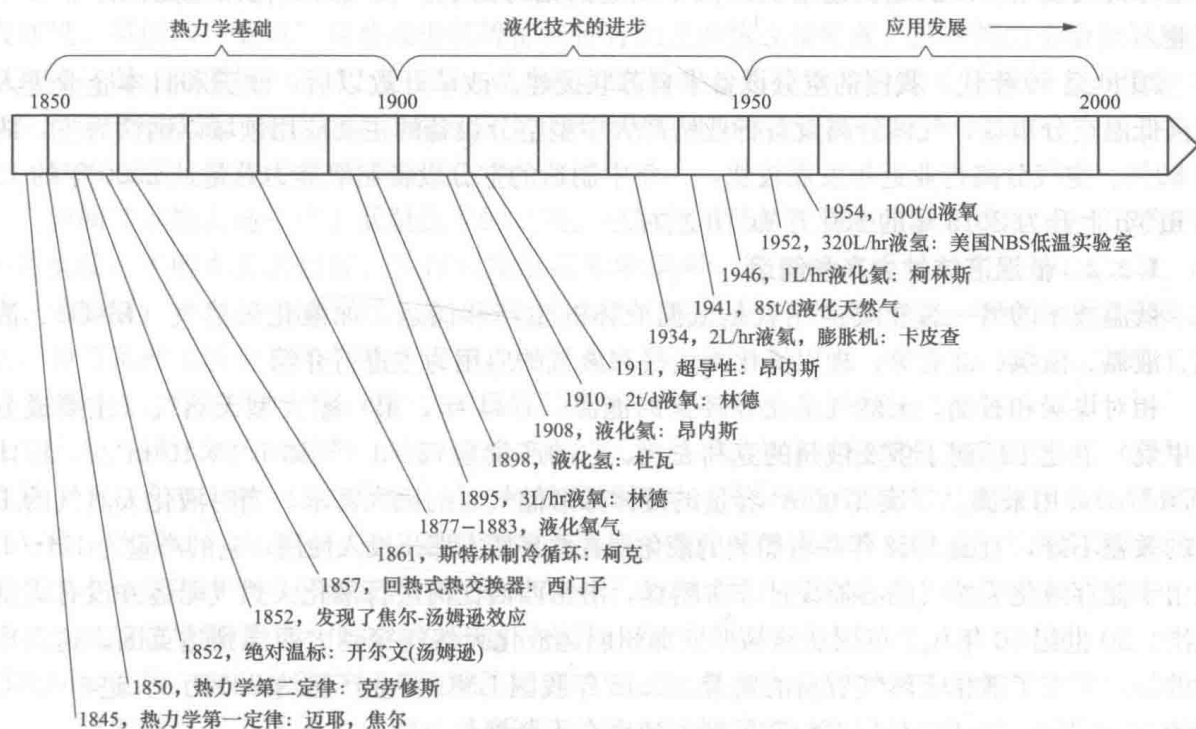 热力学基础 液化技术的进步 应用发展
1850 1900 1950 2000
1954, 100t/d液氧
1952, 320L/hr液氢: 美国NBS低温实验室
1946, 1L/hr液化氦: 柯林斯
1941, 85t/d液化天然气
1934, 2L/hr液氦, 膨胀机: 卡皮查
1911, 超导性: 昂内斯
1910, 2t/d液氧: 林德
1908, 液化氦: 昂内斯
1898, 液化氢: 杜瓦
1895, 3L/hr液氧: 林德
1877-1883, 液化氧气
1861, 斯特林制冷循环: 柯克
1857, 回热式热交换器: 西门子
1852, 发现了焦尔-汤姆逊效应
1852, 绝对温标: 开尔文(汤姆逊)
1850, 热力学第二定律: 克劳修斯
1845, 热力学第一定律: 迈耶, 焦尔